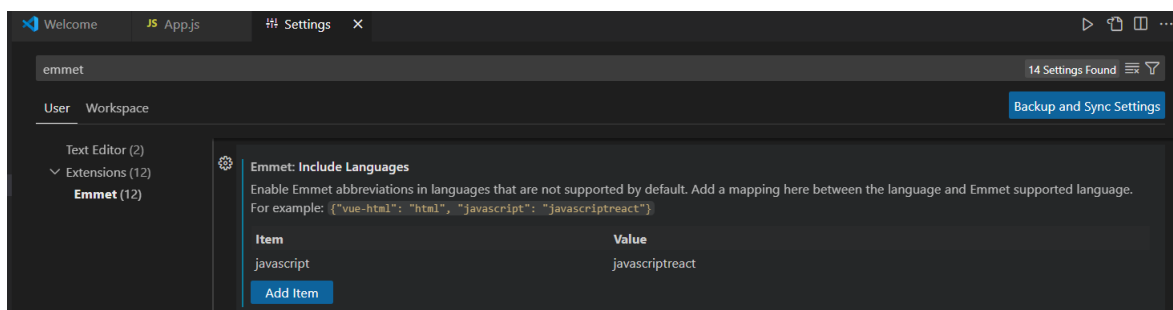 Welcome JS App.js Settings
emmet 14 Settings Found
User Workspace Backup and Sync Settings
Text Editor (2)
Extensions (12)
Emmet (12)
Emmet: Include Languages
Enable Emmet abbreviations in languages that are not supported by default. Add a mapping here between the language and Emmet supported language.
For example: {"vue-html": "html", "javascript": "javascriptreact"}
Item Value
javascript javascriptreact
Add Item